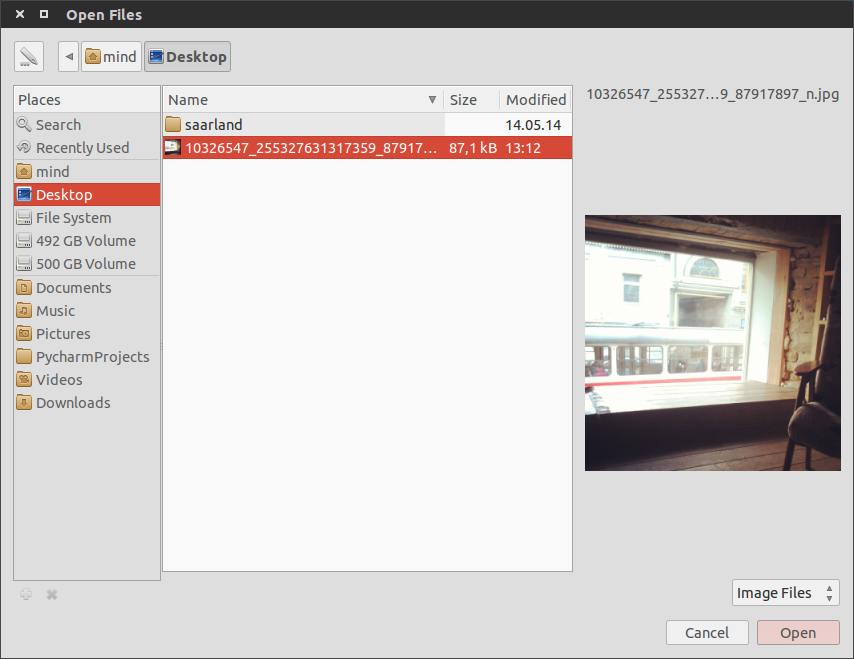 Open Files
mind Desktop
Places
Search
Recently Used
mind
Desktop
File System
492 GB Volume
500 GB Volume
Documents
Music
Pictures
PycharmProjects
Videos
Downloads
Name Size Modified
saarland 14.05.14
10326547_255327631317359_87917... 87,1 kB 13:12
10326547_255327...9_87917897_n.jpg
Image Files
Cancel Open